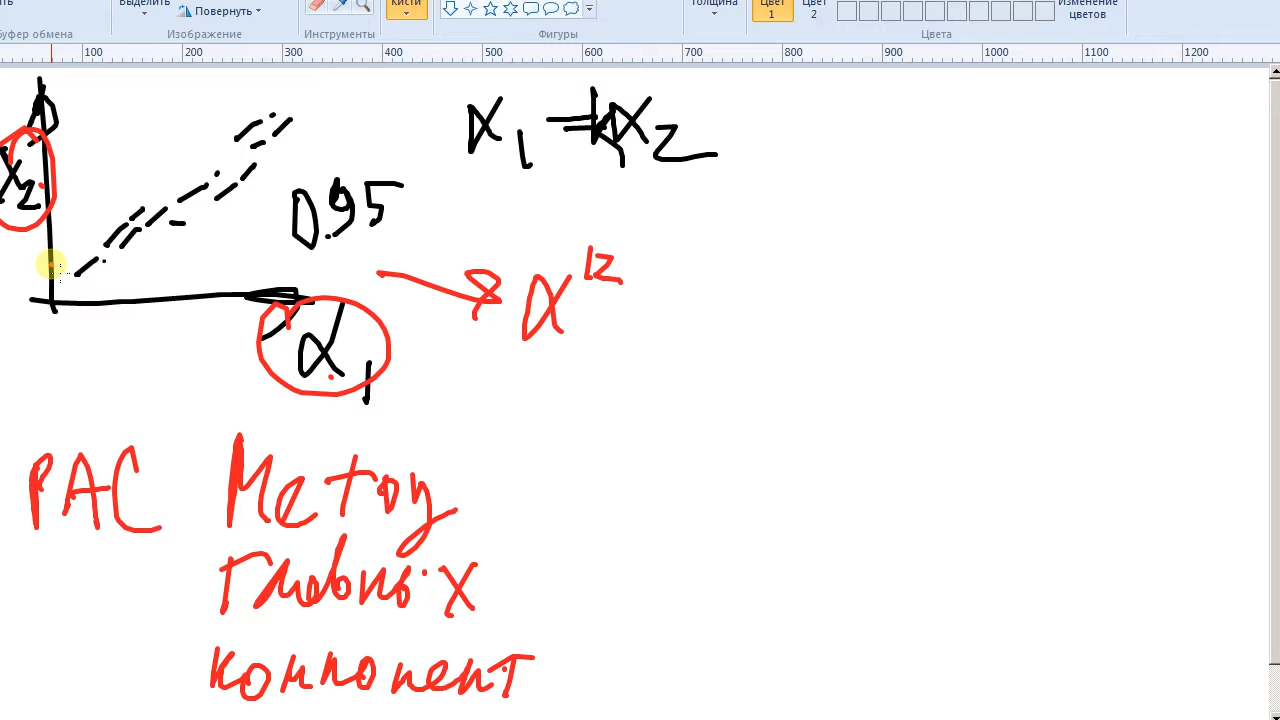 Выделить
Кисти
Толщина
Цвет
Цвет
Изменение
Повернуть
1
2
цветов
буфер обмена
Изображение
Инструменты
Фигуры
Цвета
100 200 300 400 500 600 700 800 900 1000 1100 1200
x₂
0.95
x₁
x¹²
PAC Метод
Главных
компонент